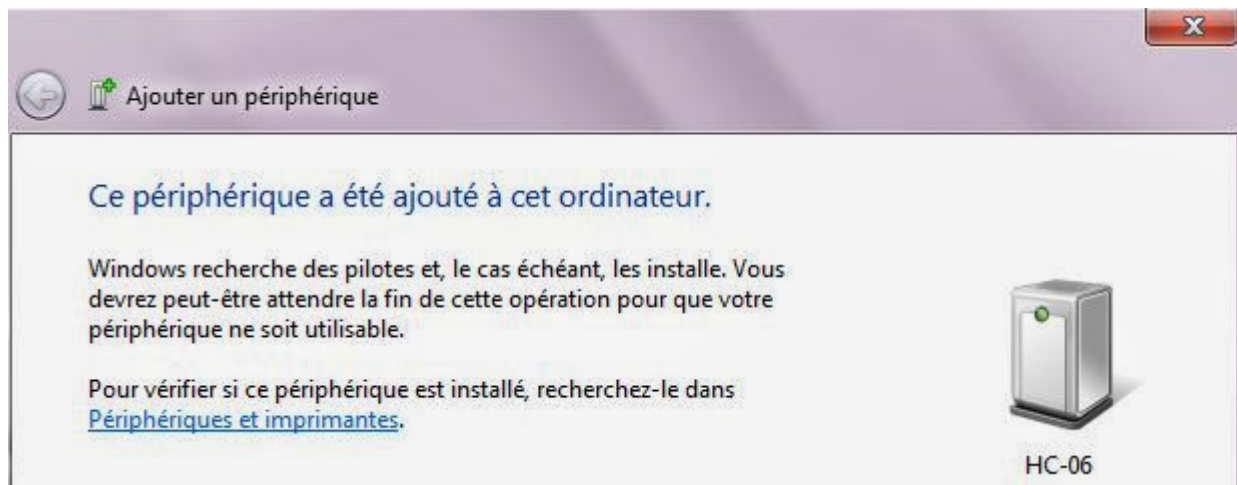 Ajouter un périphérique
Ce périphérique a été ajouté à cet ordinateur.
Windows recherche des pilotes et, le cas échéant, les installe. Vous
devrez peut-être attendre la fin de cette opération pour que votre
périphérique ne soit utilisable.
Pour vérifier si ce périphérique est installé, recherchez-le dans
Périphériques et imprimantes.
HC-06